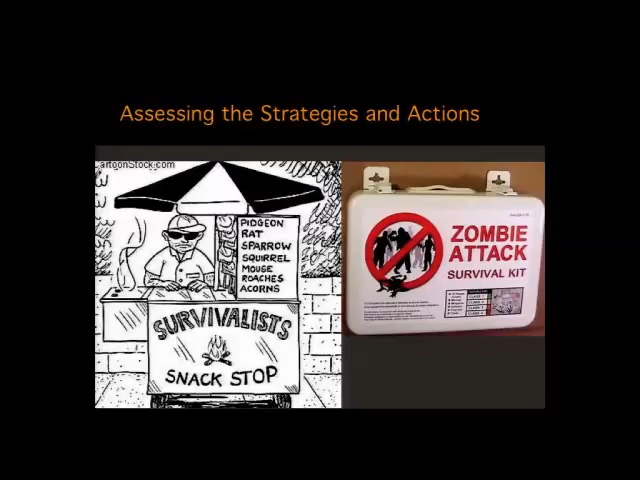 Assessing the Strategies and Actions
artoonStock.com
PIDGEON
RAT
SPARROW
SQUIRREL
MOUSE
ROACHES
ACORNS
SURVIVALISTS
SNACK STOP
ZOMBIE
ATTACK
SURVIVAL KIT